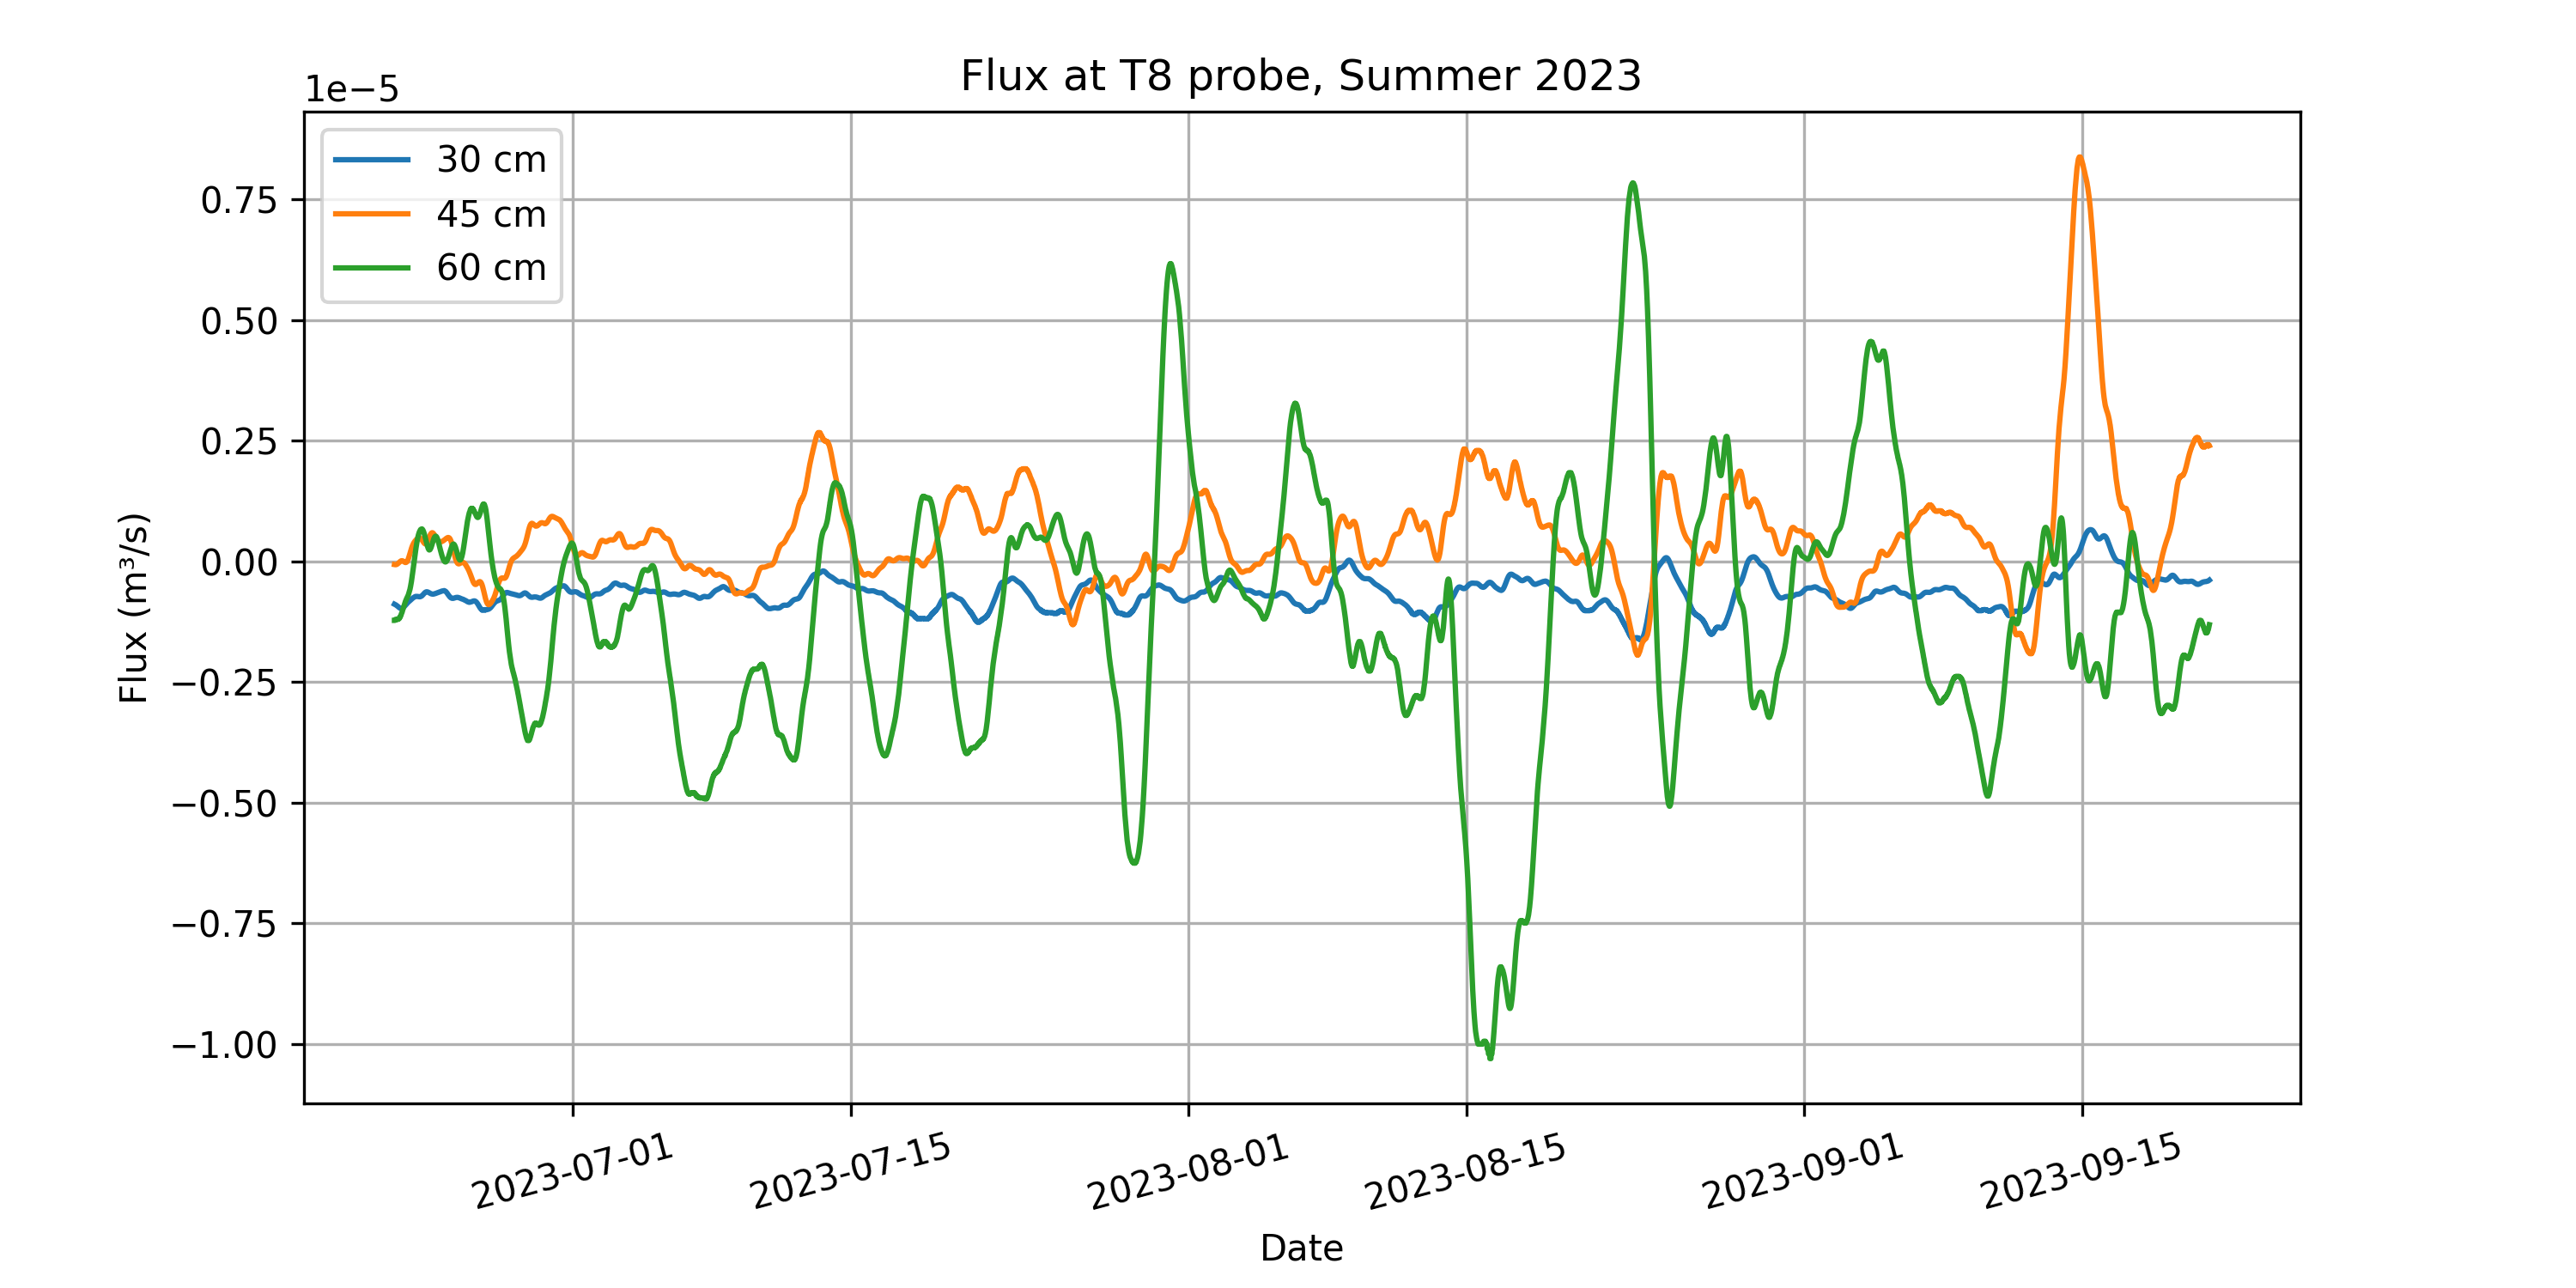 Flux at T8 probe, Summer 2023
1e−5
30 cm
45 cm
60 cm
0.75
0.50
0.25
0.00
−0.25
−0.50
−0.75
−1.00
Flux (m³/s)
2023-07-01
2023-07-15
2023-08-01
2023-08-15
2023-09-01
2023-09-15
Date